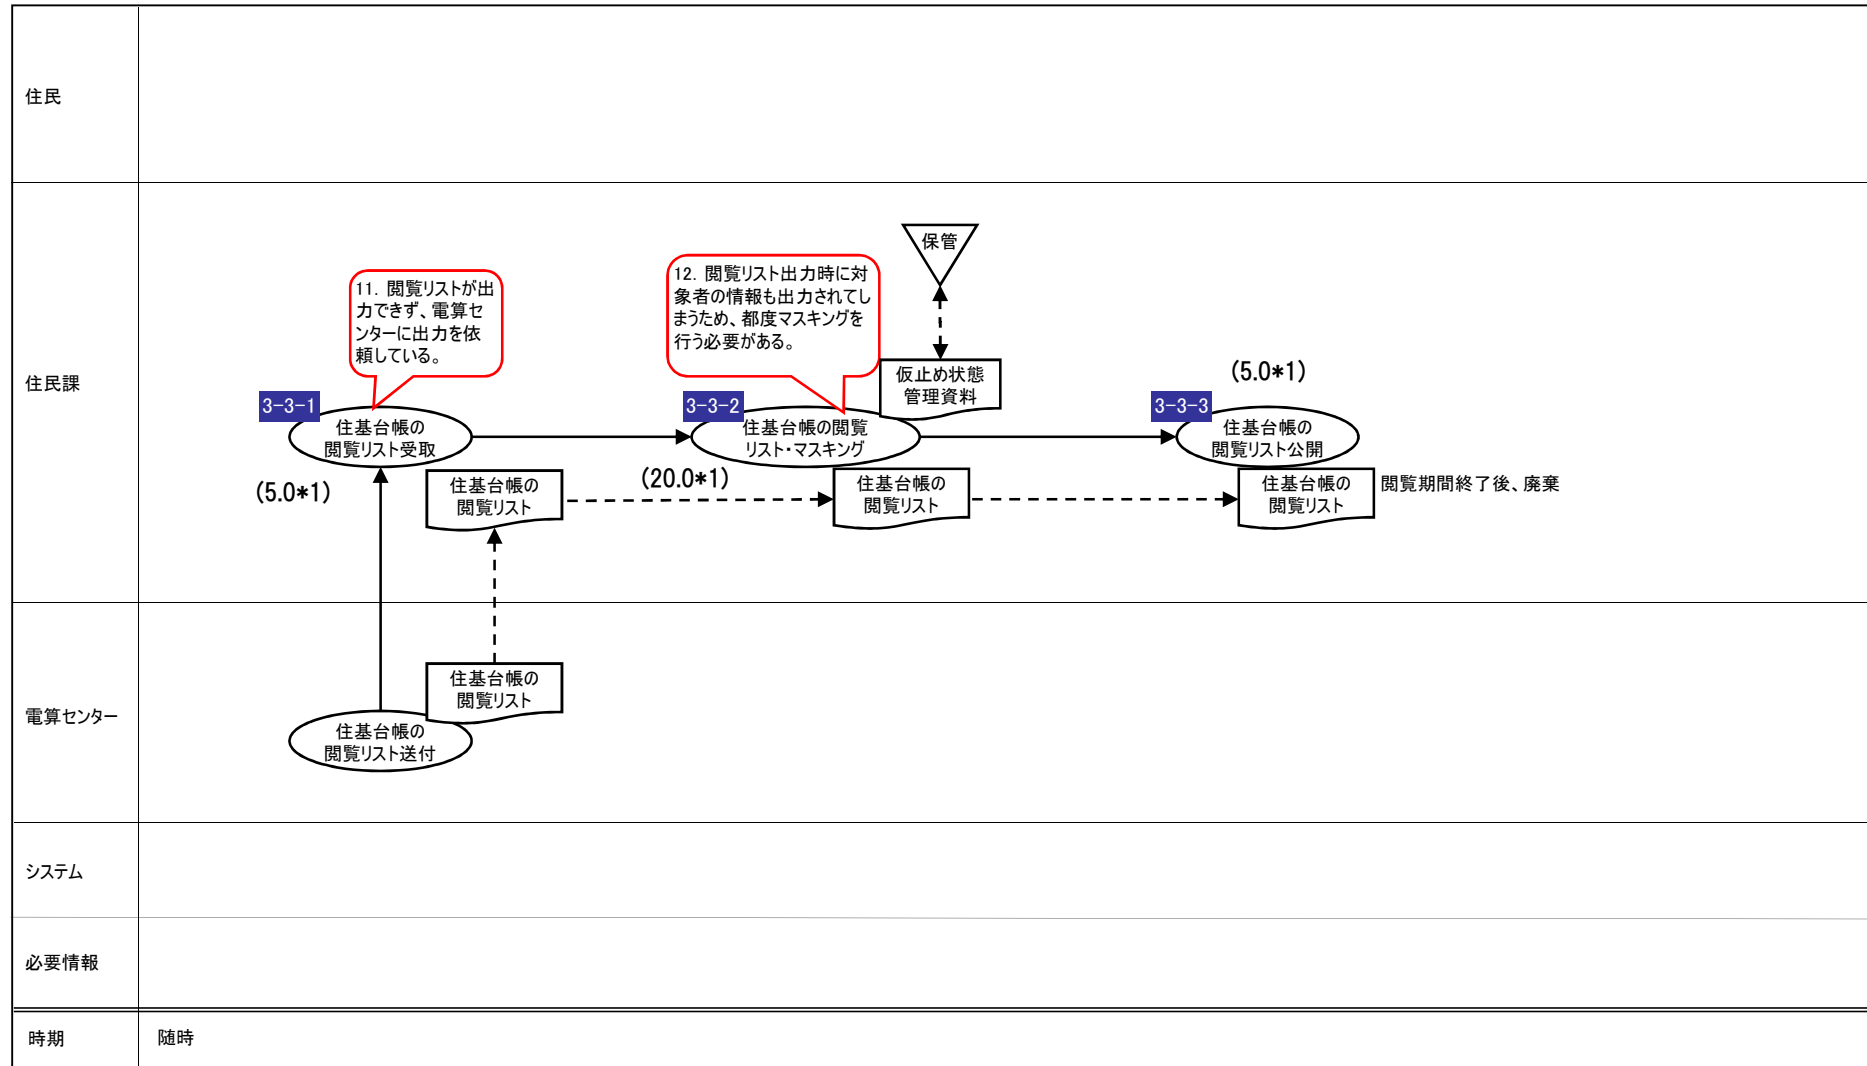 住民
住民課
保管
11．閲覧リストが出
力できず、電算セ
ンターに出力を依
頼している。
12．閲覧リスト出力時に対
象者の情報も出力されてし
まうため、都度マスキングを
行う必要がある。
仮止め状態
管理資料
(5.0*1)
3-3-1
住基台帳の
閲覧リスト受取
3-3-2
住基台帳の閲覧
リスト・マスキング
3-3-3
住基台帳の
閲覧リスト公開
(5.0*1)
住基台帳の
閲覧リスト
(20.0*1)
住基台帳の
閲覧リスト
住基台帳の
閲覧リスト
閲覧期間終了後、廃棄
電算センター
住基台帳の
閲覧リスト
住基台帳の
閲覧リスト送付
システム
必要情報
時期
随時